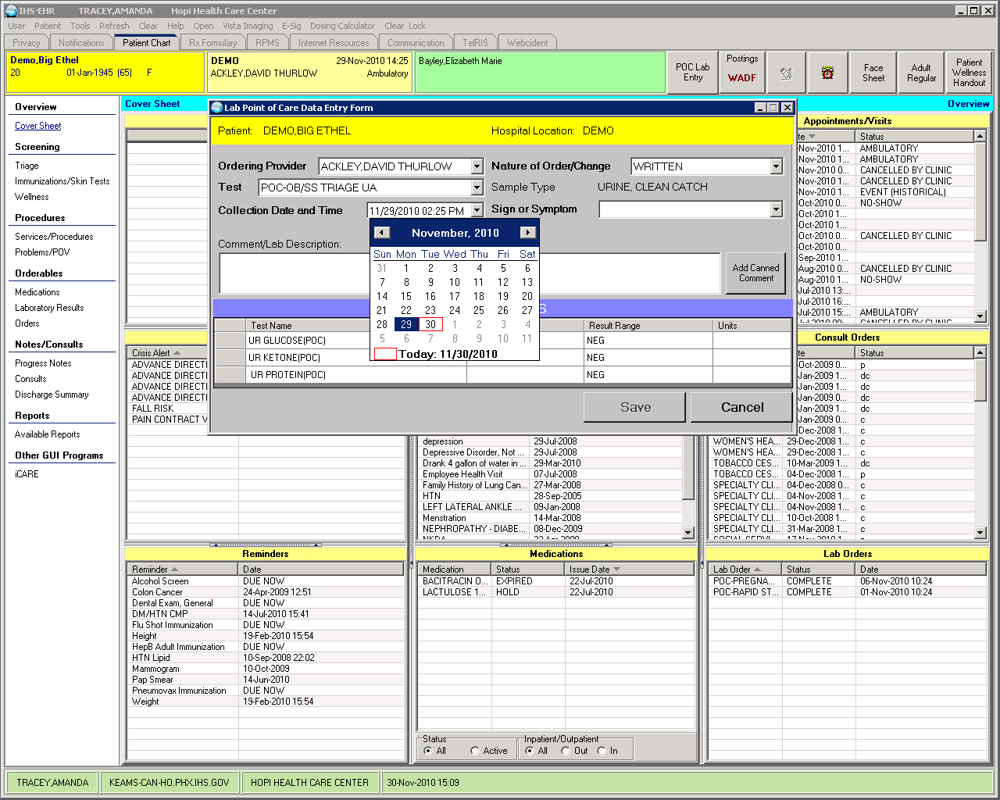 IHS-EHR TRACEY,AMANDA Hopi Health Care Center
User Patient Tools Refresh Clear Help Open Vista Imaging E-Sig Dosing Calculator Clear Lock
Privacy Notifications Patient Chart Rx Formulary RPMS Internet Resources Communication TelRIS Webcident
Demo,Big Ethel
20 01-Jan-1945 (65) F
DEMO 29-Nov-2010 14:25
ACKLEY,DAVID THURLOW Ambulatory
Bayley,Elizabeth Marie
POC Lab
Entry
Postings
WADF
Face
Sheet
Adult
Regular
Patient
Wellness
Handout
Overview
Cover Sheet
Screening
Triage
Immunizations/Skin Tests
Wellness
Procedures
Services/Procedures
Problems/POV
Orderables
Medications
Laboratory Results
Orders
Notes/Consults
Progress Notes
Consults
Discharge Summary
Reports
Available Reports
Other GUI Programs
iCARE
Cover Sheet Overview
Lab Point of Care Data Entry Form
Patient: DEMO,BIG ETHEL Hospital Location: DEMO
Ordering Provider ACKLEY,DAVID THURLOW Nature of Order/Change WRITTEN
Test POC-OB/SS TRIAGE UA Sample Type URINE, CLEAN CATCH
Collection Date and Time 11/29/2010 02:25 PM Sign or Symptom
Comment/Lab Description:
Add Canned
Comment
November, 2010
Sun Mon Tue Wed Thu Fri Sat
31 1 2 3 4 5 6
7 8 9 10 11 12 13
14 15 16 17 18 19 20
21 22 23 24 25 26 27
28 29 30 1 2 3 4
5 6 7 8 9 10 11
Today: 11/30/2010
S
Test Name Result Range Units
UR GLUCOSE(POC) NEG
UR KETONE(POC) NEG
UR PROTEIN(POC) NEG
Save Cancel
Appointments/Visits
te Status
-Nov-2010 1... AMBULATORY
-Nov-2010 1... AMBULATORY
-Nov-2010 0... CANCELLED BY CLINIC
-Nov-2010 1... CANCELLED BY CLINIC
-Nov-2010 1... EVENT (HISTORICAL)
-Oct-2010 0... NO-SHOW
-Oct-2010 1...
-Oct-2010 1...
-Oct-2010 0... CANCELLED BY CLINIC
-Oct-2010 0...
-Sep-2010 1...
-Aug-2010 0... CANCELLED BY CLINIC
-Aug-2010 1... NO-SHOW
-Jul-2010 13:...
-Jul-2010 16:...
-Jul-2010 15:... AMBULATORY
-Jul-2010 0... CANCELLED BY CLINIC
Crisis Alert
ADVANCE DIRECTI
ADVANCE DIRECTI
ADVANCE DIRECTI
ADVANCE DIRECTI
FALL RISK
PAIN CONTRACT V
depression 29-Jul-2008
Depressive Disorder, Not ... 29-Jul-2008
Drank 4 gallon of water in ... 29-Mar-2010
Employee Health Visit 07-Jul-2008
Family History of Lung Can... 27-Mar-2008
HTN 28-Sep-2005
LEFT LATERAL ANKLE ... 09-Jan-2008
Menstration 14-Mar-2008
NEPHROPATHY - DIABE... 08-Dec-2009
NKDA
Consult Orders
te Status
-Oct-2009 0... p
-Jan-2009 1... dc
-Jan-2009 0... dc
-Jan-2009 0... dc
-Jan-2009 0... c
-Jan-2009 0... c
-Dec-2008 1... c
WOMEN'S HEA... 29-Dec-2008 1... c
WOMEN'S HEA... 29-Dec-2008 1... c
TOBACCO CES... 10-Mar-2009 1... dc
TOBACCO CES... 04-Dec-2008 1... p
SPECIALTY CLI... 04-Dec-2008 0... c
SPECIALTY CLI... 04-Nov-2008 1... c
SPECIALTY CLI... 04-Nov-2008 1... c
SPECIALTY CLI... 10-Oct-2008 1... c
SPECIALTY CLI... 31-Mar-2008 1... c
SOCIAL SERVI... 17-Nov-2010 1... c
Reminders
Reminder Date
Alcohol Screen DUE NOW
Colon Cancer 24-Apr-2009 12:51
Dental Exam, General DUE NOW
DM/HTN CMP 14-Jul-2010 15:41
Flu Shot Immunization DUE NOW
Height 19-Feb-2010 15:54
HepB Adult Immunization DUE NOW
HTN Lipid 10-Sep-2008 22:02
Mammogram 10-Oct-2009
Pap Smear 14-Jun-2010
Pneumovax Immunization DUE NOW
Weight 19-Feb-2010 15:54
Medications
Medication Status Issue Date
BACITRACIN O... EXPIRED 22-Jul-2010
LACTULOSE 1... HOLD 22-Jul-2010
Status
All Active
Inpatient/Outpatient
All Out In
Lab Orders
Lab Order Status Date
POC-PREGNA... COMPLETE 06-Nov-2010 10:24
POC-RAPID ST... COMPLETE 01-Nov-2010 10:24
TRACEY,AMANDA KEAMS-CAN-HO.PHX.IHS.GOV HOPI HEALTH CARE CENTER 30-Nov-2010 15:09